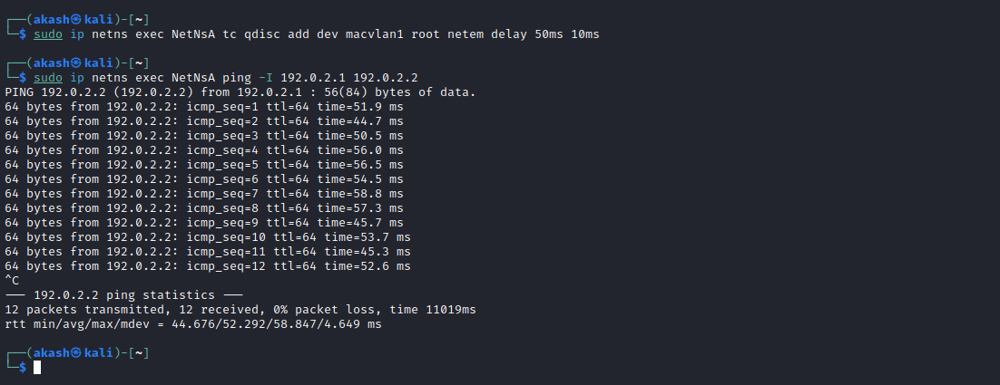 ┌──(akash㉿kali)-[~]
└─$ sudo ip netns exec NetNsA tc qdisc add dev macvlan1 root netem delay 50ms 10ms
┌──(akash㉿kali)-[~]
└─$ sudo ip netns exec NetNsA ping -I 192.0.2.1 192.0.2.2
PING 192.0.2.2 (192.0.2.2) from 192.0.2.1 : 56(84) bytes of data.
64 bytes from 192.0.2.2: icmp_seq=1 ttl=64 time=51.9 ms
64 bytes from 192.0.2.2: icmp_seq=2 ttl=64 time=44.7 ms
64 bytes from 192.0.2.2: icmp_seq=3 ttl=64 time=50.5 ms
64 bytes from 192.0.2.2: icmp_seq=4 ttl=64 time=56.0 ms
64 bytes from 192.0.2.2: icmp_seq=5 ttl=64 time=56.5 ms
64 bytes from 192.0.2.2: icmp_seq=6 ttl=64 time=54.5 ms
64 bytes from 192.0.2.2: icmp_seq=7 ttl=64 time=58.8 ms
64 bytes from 192.0.2.2: icmp_seq=8 ttl=64 time=57.3 ms
64 bytes from 192.0.2.2: icmp_seq=9 ttl=64 time=45.7 ms
64 bytes from 192.0.2.2: icmp_seq=10 ttl=64 time=53.7 ms
64 bytes from 192.0.2.2: icmp_seq=11 ttl=64 time=45.3 ms
64 bytes from 192.0.2.2: icmp_seq=12 ttl=64 time=52.6 ms
^C
--- 192.0.2.2 ping statistics ---
12 packets transmitted, 12 received, 0% packet loss, time 11019ms
rtt min/avg/max/mdev = 44.676/52.292/58.847/4.649 ms
┌──(akash㉿kali)-[~]
└─$